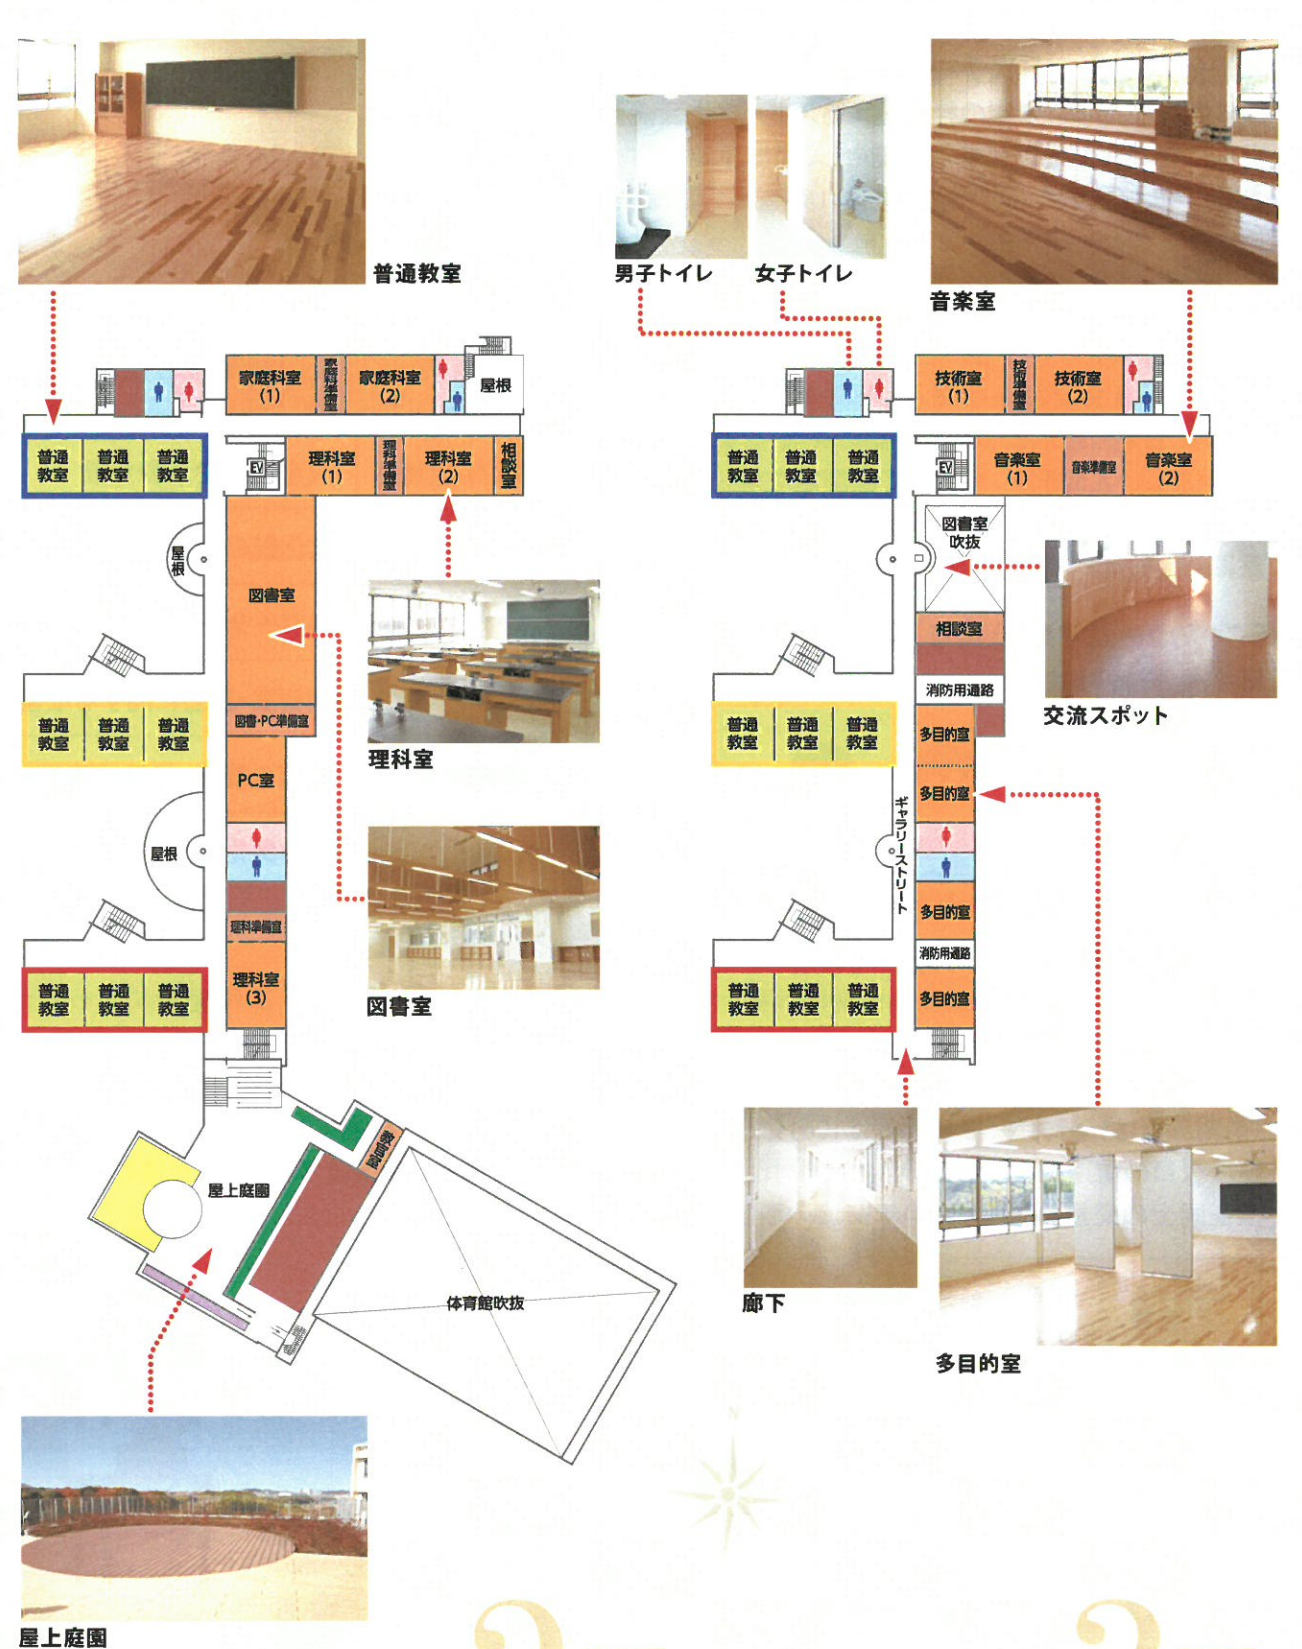 普通教室
男子トイレ
女子トイレ
音楽室
家庭科室
(1)
家庭科準備室
家庭科室
(2)
屋根
普通
教室
普通
教室
普通
教室
EV
理科室
(1)
理科準備室
理科室
(2)
相談室
屋根
図書室
図書・PC準備室
普通
教室
普通
教室
普通
教室
PC室
屋根
理科準備室
理科室
(3)
普通
教室
普通
教室
普通
教室
理科室
図書室
教官室
屋上庭園
体育館吹抜
屋上庭園
技術室
(1)
技術準備室
技術室
(2)
普通
教室
普通
教室
普通
教室
EV
音楽室
(1)
音楽準備室
音楽室
(2)
図書室
吹抜
相談室
消防用通路
交流スポット
普通
教室
普通
教室
普通
教室
多目的室
多目的室
ギャラリーストリート
多目的室
消防用通路
多目的室
普通
教室
普通
教室
普通
教室
廊下
多目的室
N